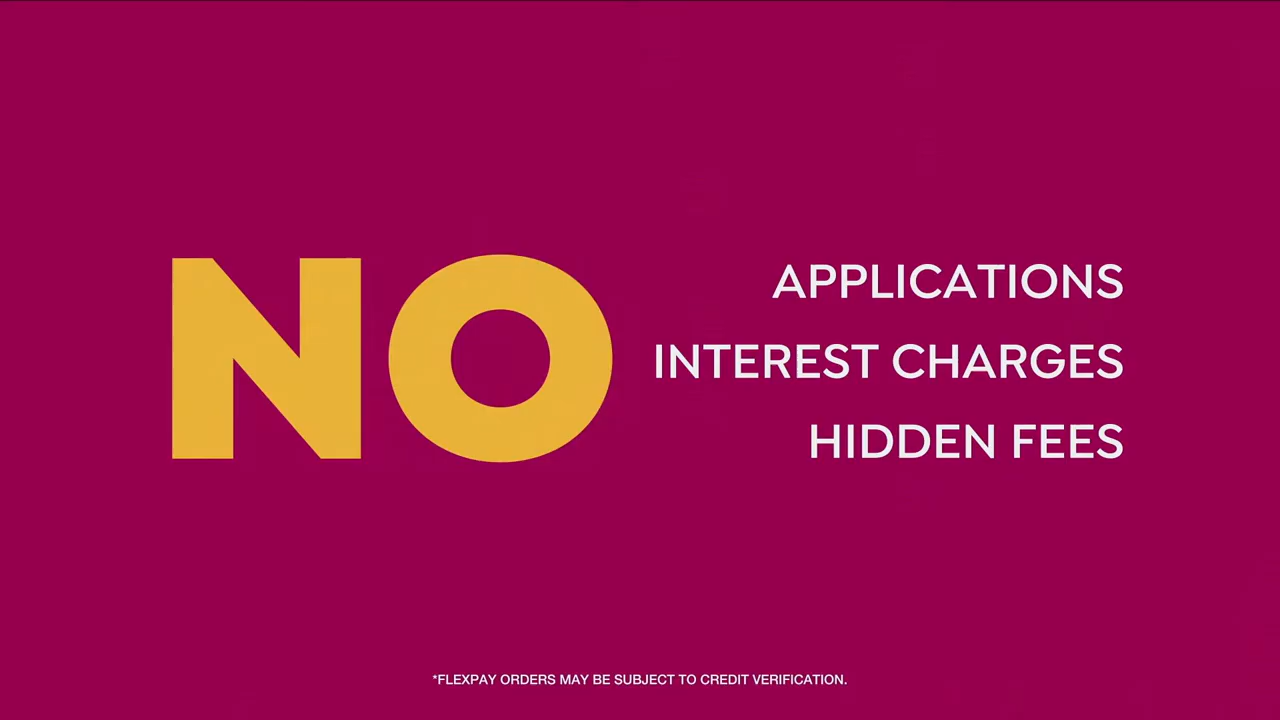 NO
APPLICATIONS
INTEREST CHARGES
HIDDEN FEES
*FLEXPAY ORDERS MAY BE SUBJECT TO CREDIT VERIFICATION.